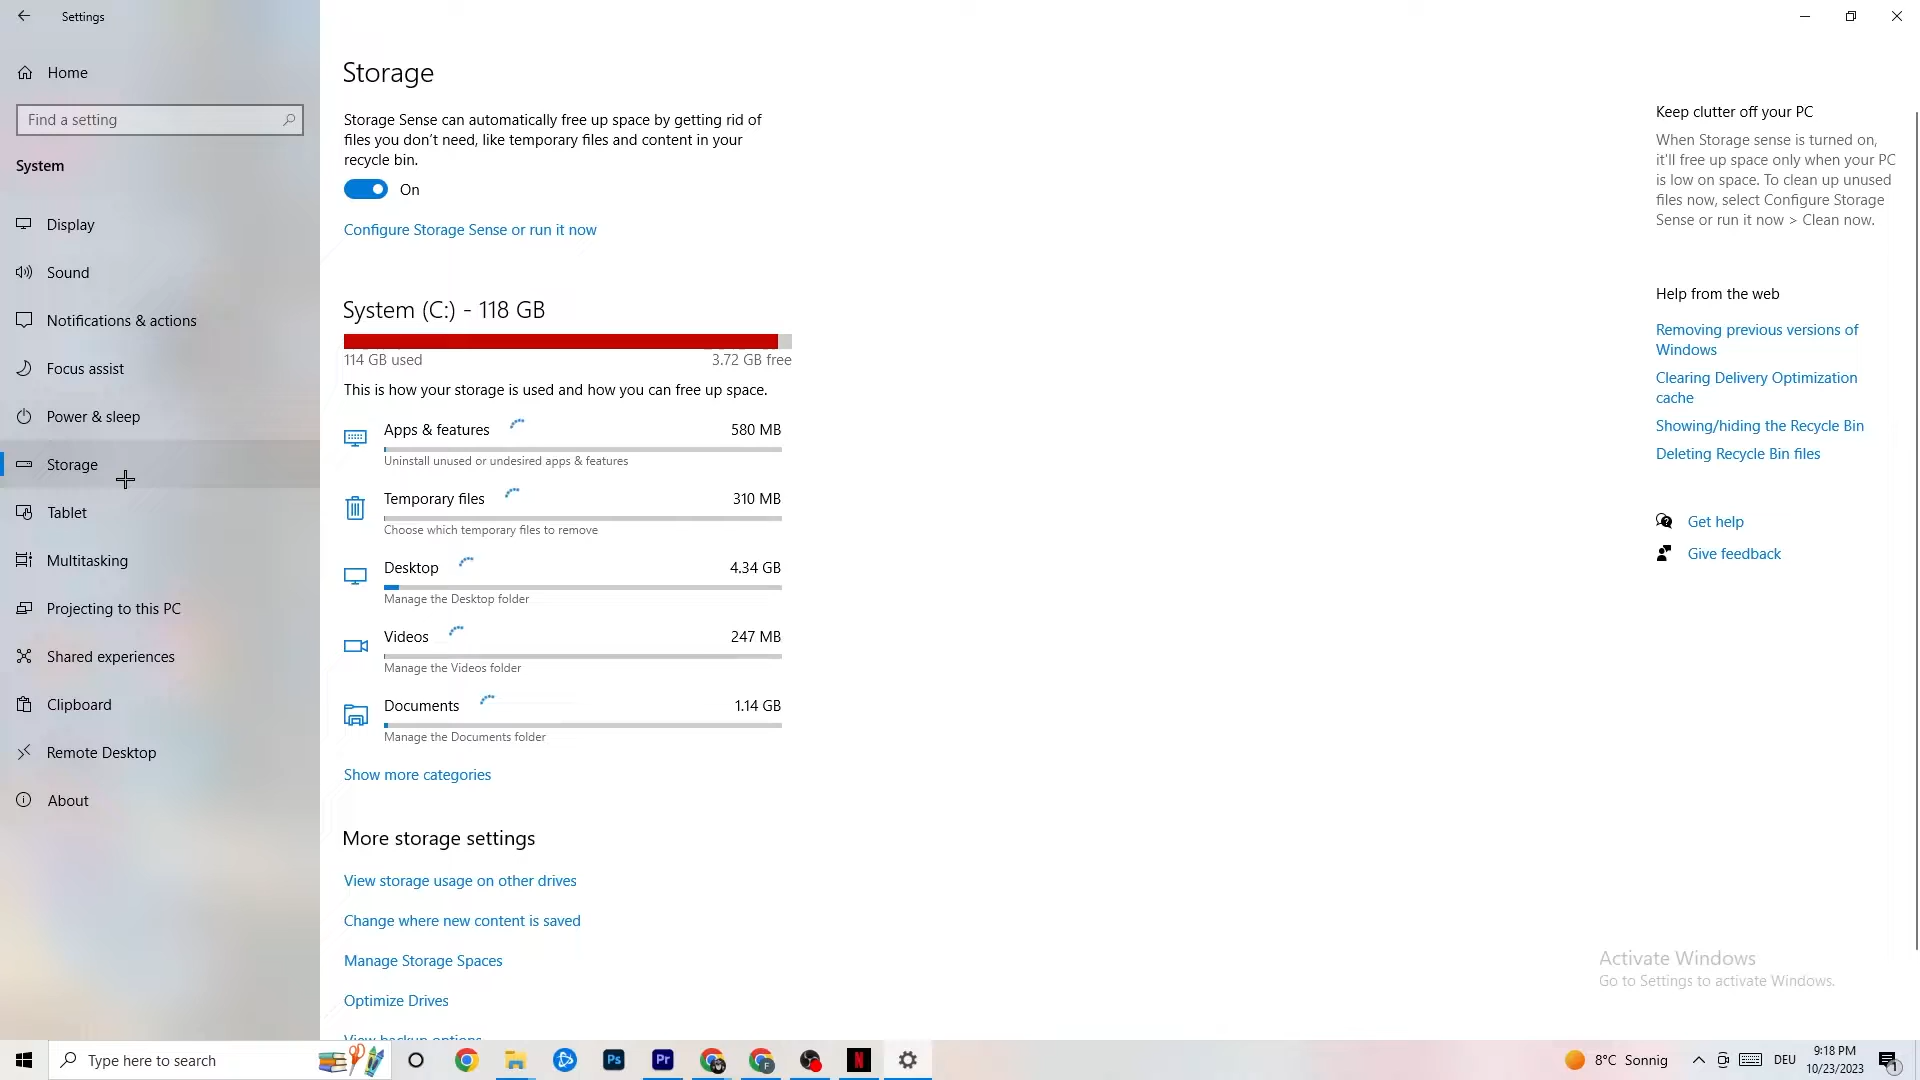 Settings
Home
Find a setting
System
Display
Sound
Notifications & actions
Focus assist
Power & sleep
Storage
Tablet
Multitasking
Projecting to this PC
Shared experiences
Clipboard
Remote Desktop
About
Storage
Storage Sense can automatically free up space by getting rid of
files you don't need, like temporary files and content in your
recycle bin.
On
Configure Storage Sense or run it now
System (C:) - 118 GB
114 GB used
3.72 GB free
This is how your storage is used and how you can free up space.
Apps & features
580 MB
Uninstall unused or undesired apps & features
Temporary files
310 MB
Choose which temporary files to remove
Desktop
4.34 GB
Manage the Desktop folder
Videos
247 MB
Manage the Videos folder
Documents
1.14 GB
Manage the Documents folder
Show more categories
More storage settings
View storage usage on other drives
Change where new content is saved
Manage Storage Spaces
Optimize Drives
View backup options
Keep clutter off your PC
When Storage sense is turned on,
it'll free up space only when your PC
is low on space. To clean up unused
files now, select Configure Storage
Sense or run it now > Clean now.
Help from the web
Removing previous versions of
Windows
Clearing Delivery Optimization
cache
Showing/hiding the Recycle Bin
Deleting Recycle Bin files
Get help
Give feedback
Activate Windows
Go to Settings to activate Windows.
Type here to search
Ps
Pr
F
N
8°C Sonnig
DEU
9:18 PM
10/23/2023
1